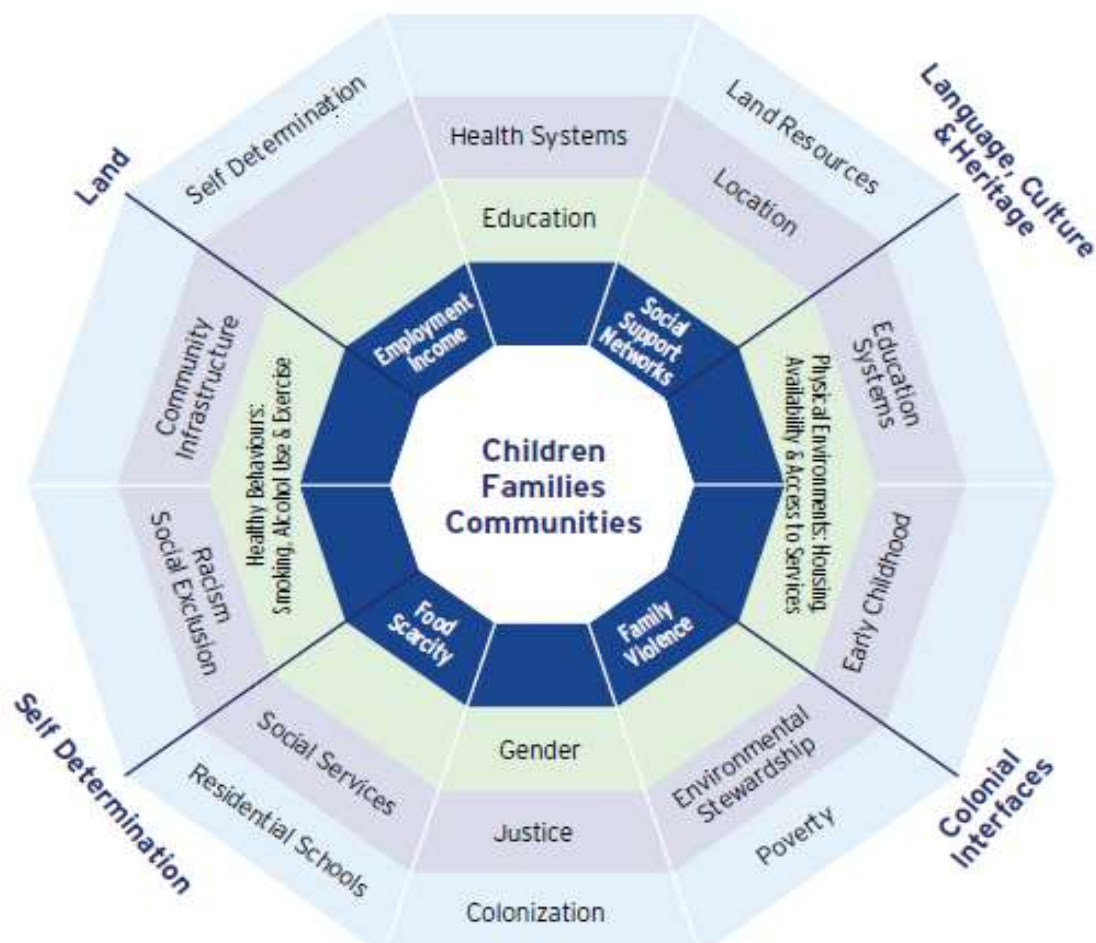 Language, Culture
& Heritage
Land
Self Determination
Land Resources
Health Systems
Location
Education
Employment
Income
Social
Support
Networks
Community
Infrastructure
Education
Systems
Healthy Behaviours:
Smoking, Alcohol Use & Exercise
Physical Environments: Housing,
Availability & Access to Services
Children
Families
Communities
Racism
Social Exclusion
Early Childhood
Food
Scarcity
Family
Violence
Self Determination
Social Services
Gender
Environmental
Stewardship
Residential Schools
Justice
Poverty
Colonization
Colonial
Interfaces